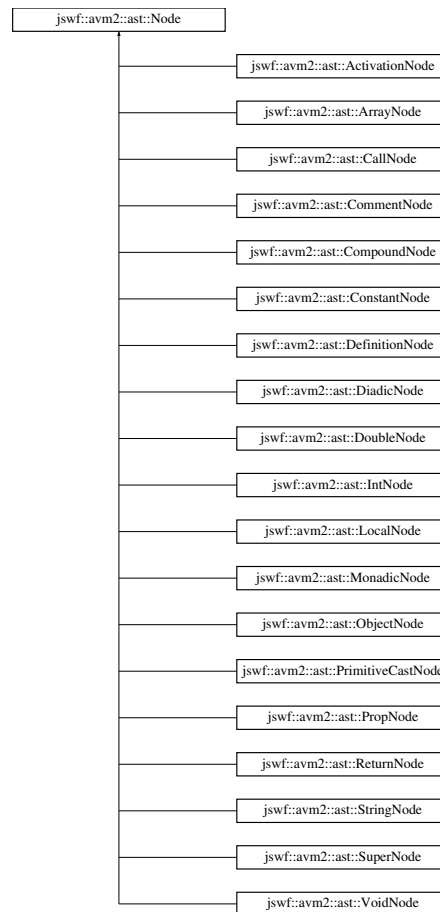 jswf::avm2::ast::Node
jswf::avm2::ast::ActivationNode
jswf::avm2::ast::ArrayNode
jswf::avm2::ast::CallNode
jswf::avm2::ast::CommentNode
jswf::avm2::ast::CompoundNode
jswf::avm2::ast::ConstantNode
jswf::avm2::ast::DefinitionNode
jswf::avm2::ast::DiadicNode
jswf::avm2::ast::DoubleNode
jswf::avm2::ast::IntNode
jswf::avm2::ast::LocalNode
jswf::avm2::ast::MonadicNode
jswf::avm2::ast::ObjectNode
jswf::avm2::ast::PrimitiveCastNode
jswf::avm2::ast::PropNode
jswf::avm2::ast::ReturnNode
jswf::avm2::ast::StringNode
jswf::avm2::ast::SuperNode
jswf::avm2::ast::VoidNode